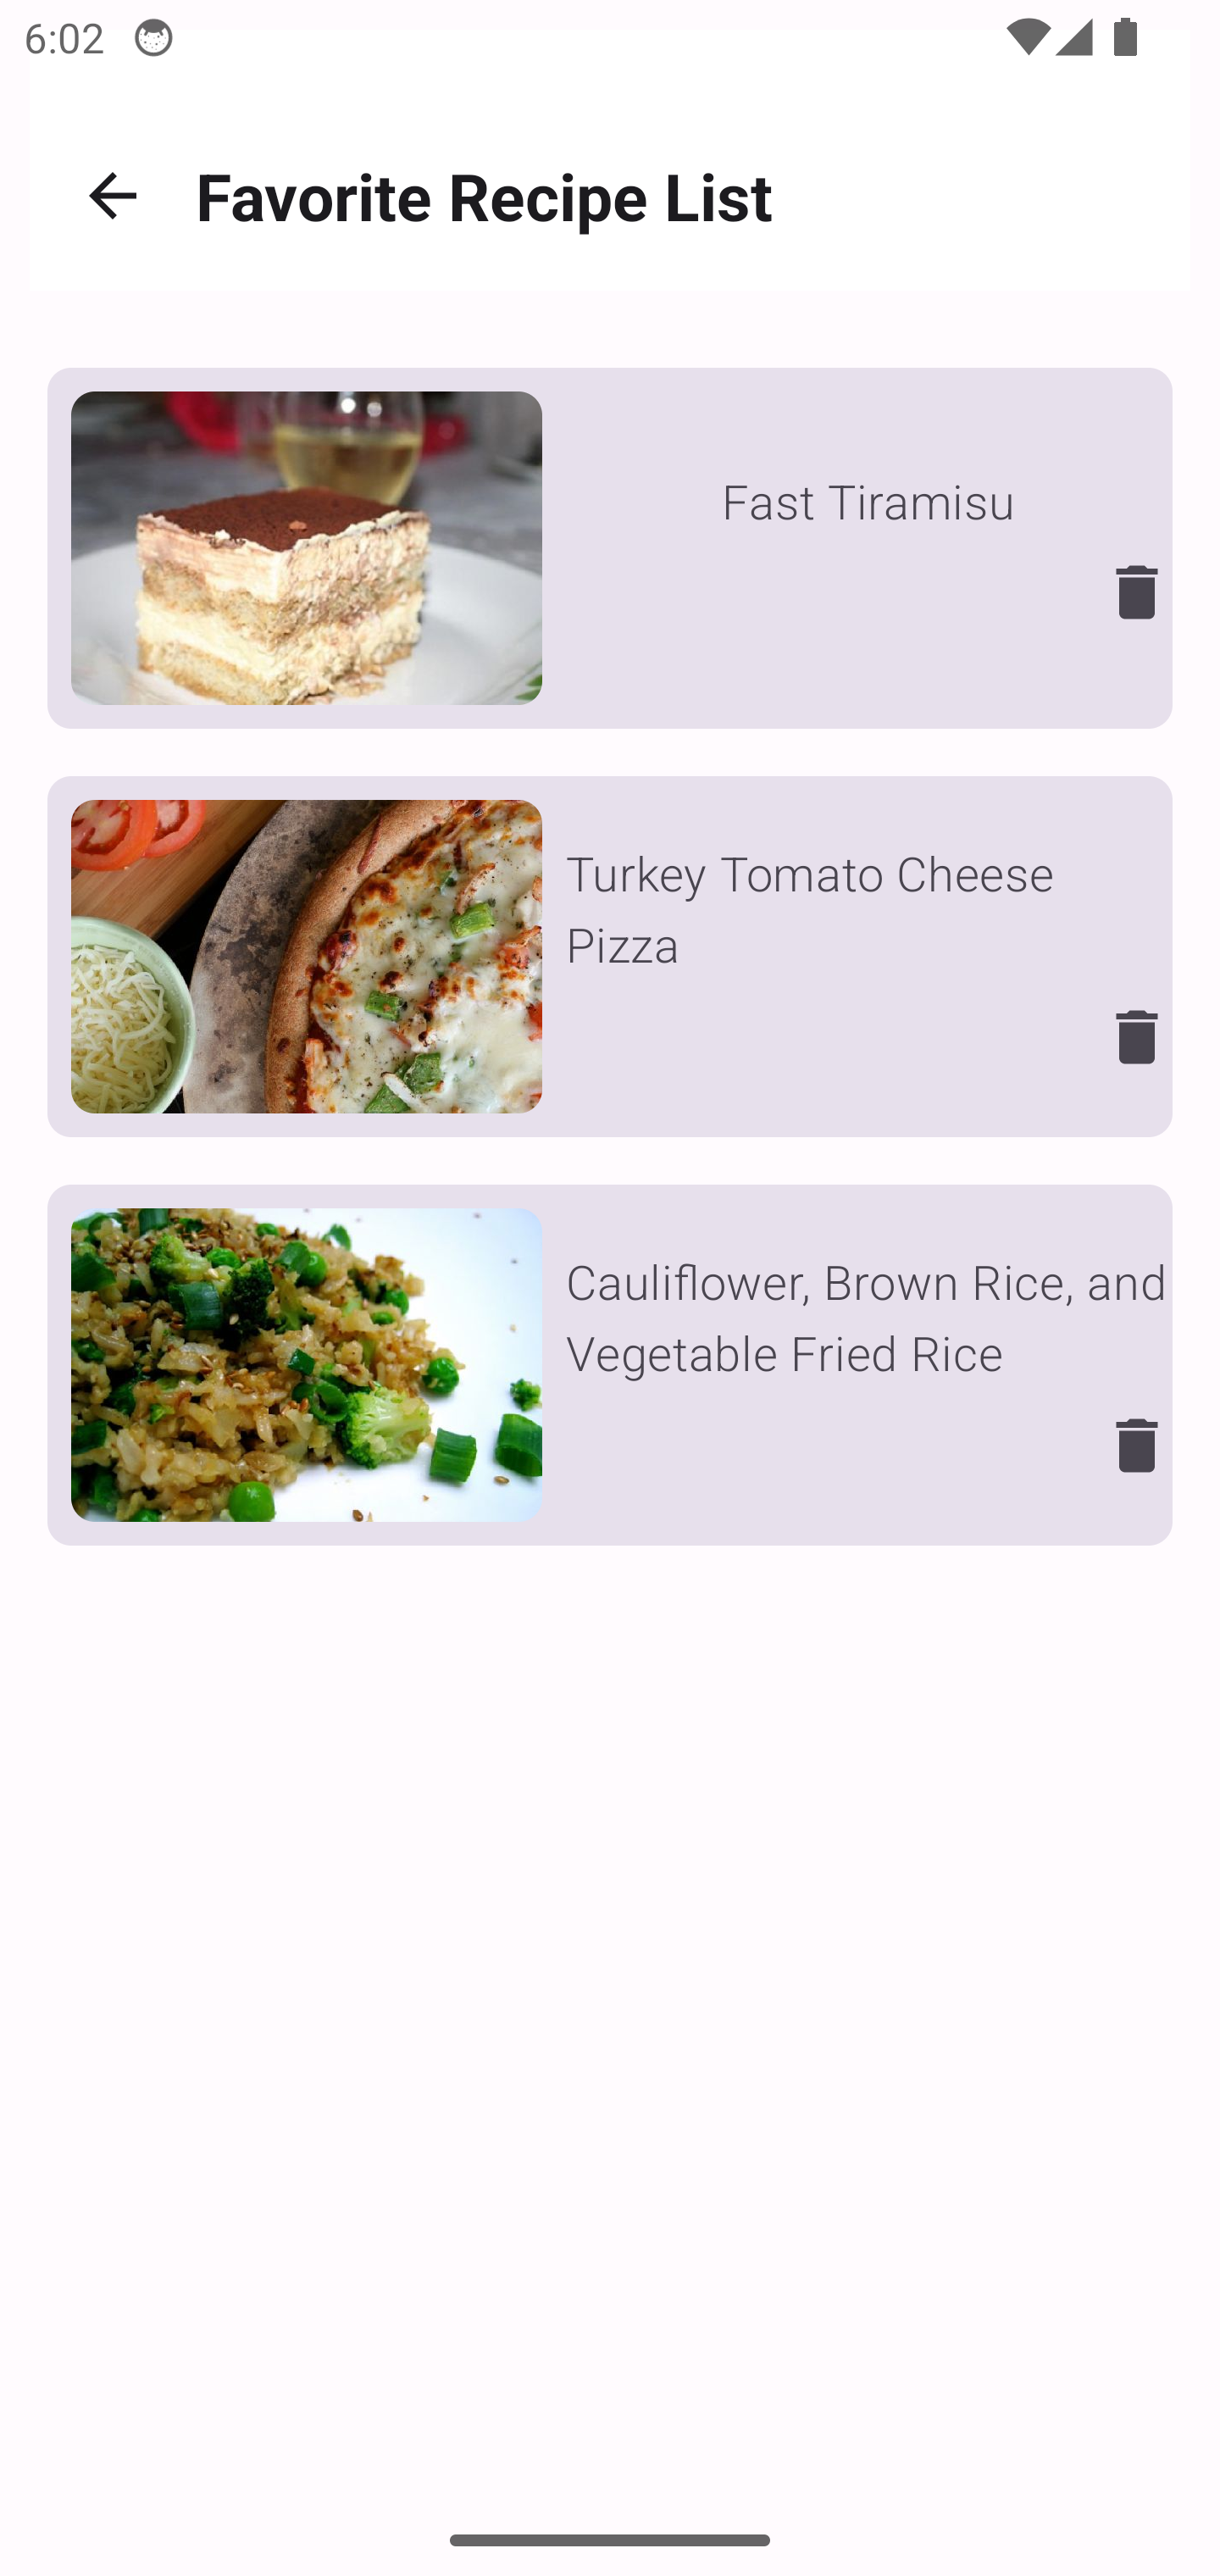 6:02
Favorite Recipe List
Fast Tiramisu
Turkey Tomato Cheese
Pizza
Cauliflower, Brown Rice, and
Vegetable Fried Rice